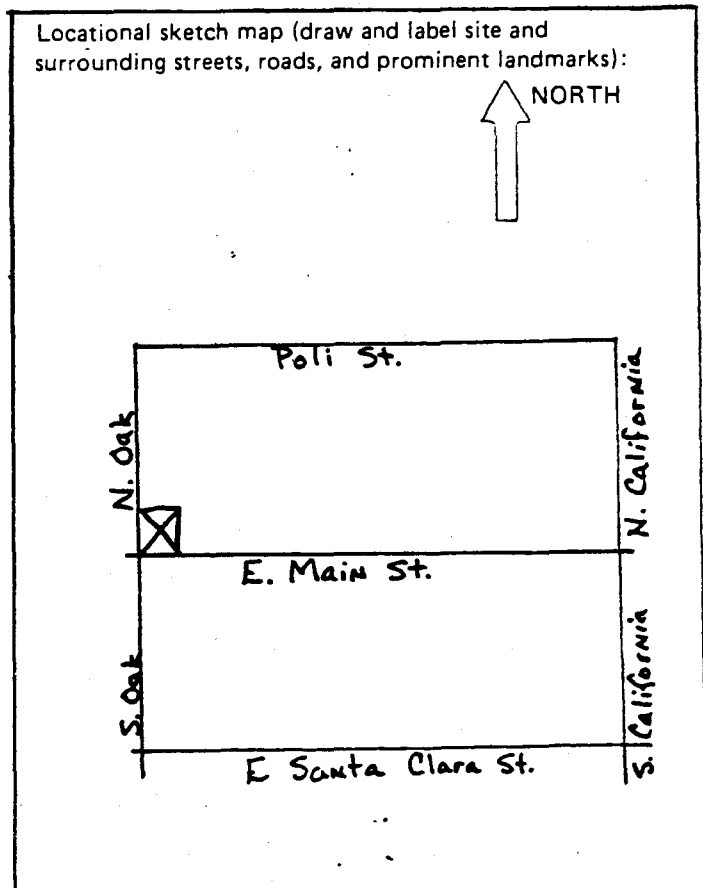 Locational sketch map (draw and label site and
surrounding streets, roads, and prominent landmarks):
NORTH
Poli St.
N. Oak
N. California
E. Main St.
S. Oak
S. California
E Santa Clara St.